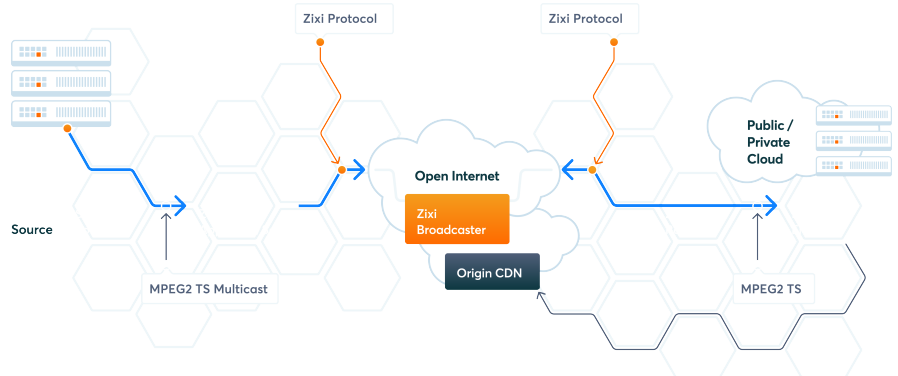 Zixi Protocol
Zixi Protocol
Public /
Private
Cloud
Open Internet
Zixi
Broadcaster
Source
Origin CDN
MPEG2 TS Multicast
MPEG2 TS